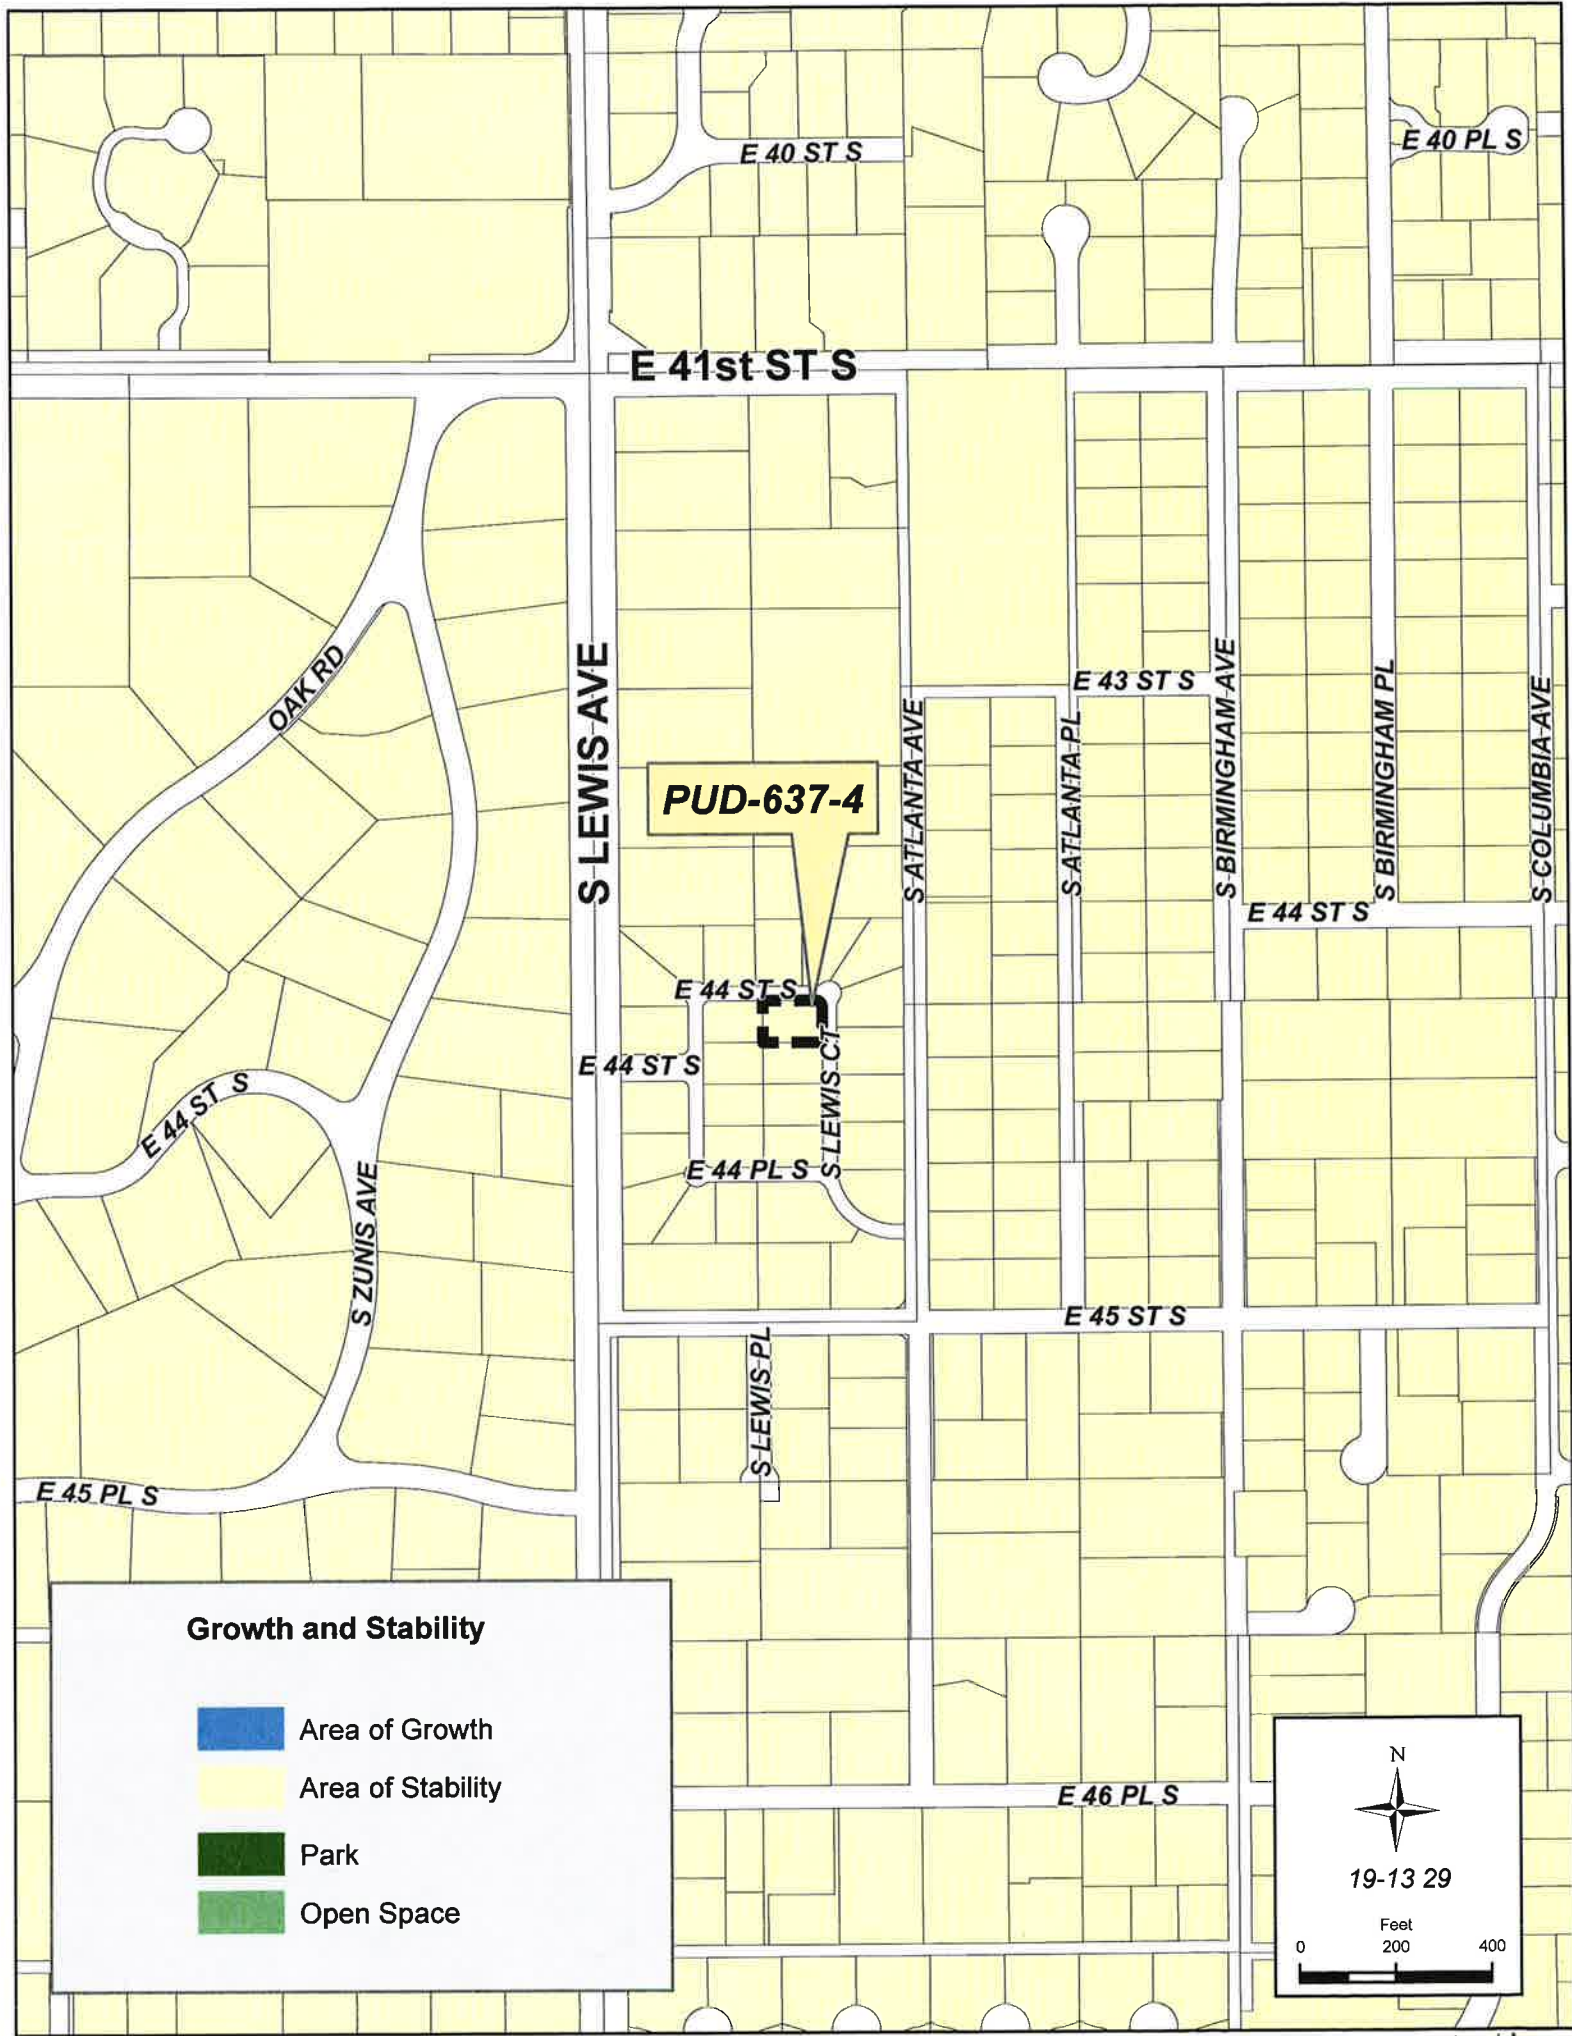 E 40 ST S
E 40 PL S
E 41st ST S
OAK RD
S LEWIS AVE
E 43 ST S
S ATLANTA AVE
S ATLANTA PL
S BIRMINGHAM AVE
S BIRMINGHAM PL
S COLUMBIA AVE
PUD-637-4
E 44 ST S
E 44 ST S
E 44 ST S
E 44 ST S
S LEWIS CT
E 44 PL S
S ZUNIS AVE
E 45 ST S
S LEWIS PL
E 45 PL S
E 46 PL S
Growth and Stability
Area of Growth
Area of Stability
Park
Open Space
N
19-13 29
Feet
0 200 400